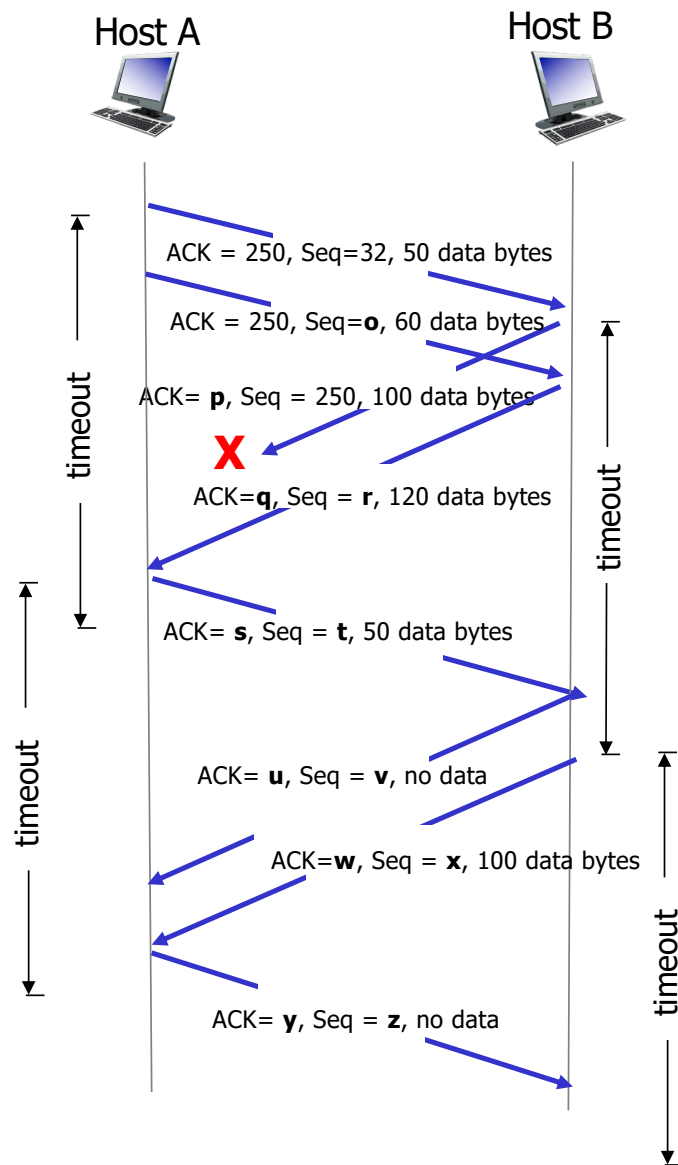 Host A
Host B
ACK = 250, Seq=32, 50 data bytes
ACK = 250, Seq=o, 60 data bytes
ACK= p, Seq = 250, 100 data bytes
X
ACK=q, Seq = r, 120 data bytes
ACK= s, Seq = t, 50 data bytes
ACK= u, Seq = v, no data
ACK=w, Seq = x, 100 data bytes
ACK= y, Seq = z, no data
timeout
timeout
timeout
timeout